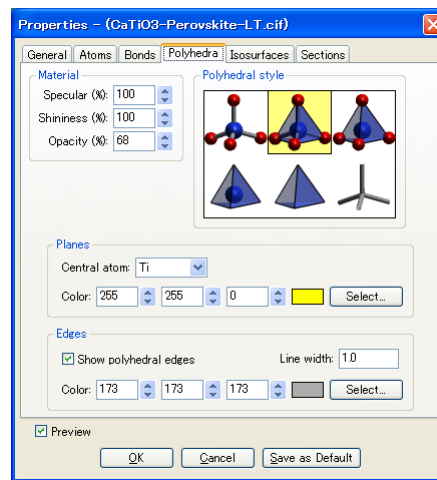 Properties - (CaTiO3-Perovskite-LT.cif)
General Atoms Bonds Polyhedra Isosurfaces Sections
Material
Specular (%): 100
Shininess (%): 100
Opacity (%): 68
Polyhedral style
Planes
Central atom: Ti
Color: 255 255 0 Select...
Edges
Show polyhedral edges Line width: 1.0
Color: 173 173 173 Select...
Preview
OK Cancel Save as Default